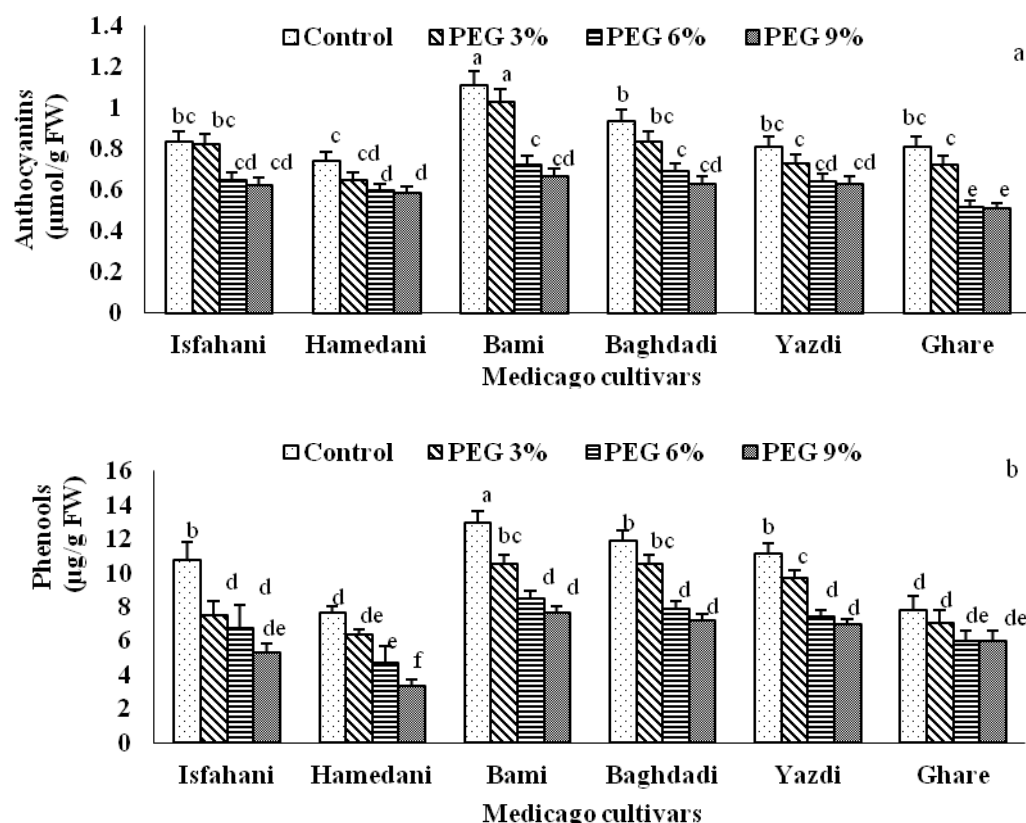 1.4
Control PEG 3% PEG 6% PEG 9%
a
1.2
a a
b
1
bc bc bc bc
c c
0.8
cd c cd c
cd cd d d cd cd cd cd
0.6
e e
0.4
0.2
0
Anthocyanins
(µmol/g FW)
Isfahani Hamedani Bami Baghdadi Yazdi Ghare
Medicago cultivars
Control PEG 3% PEG 6% PEG 9%
b
16
a
14
b b b
12
bc bc c
10
d d d d d d d d d d d
8
de de de de
6
e
4
f
2
0
Phenools
(µg/g FW)
Isfahani Hamedani Bami Baghdadi Yazdi Ghare
Medicago cultivars